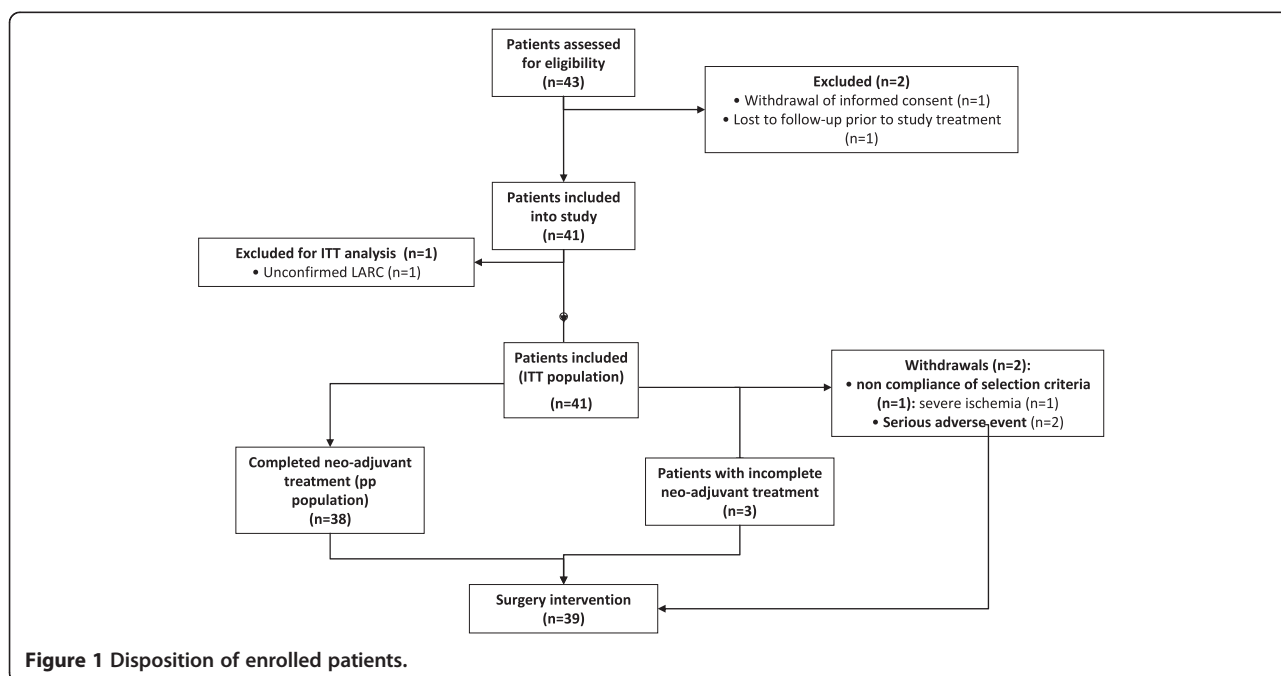 Patients assessed
for eligibility
(n=43)
Excluded (n=2)
• Withdrawal of informed consent (n=1)
• Lost to follow-up prior to study treatment
(n=1)
Patients included
into study
(n=41)
Excluded for ITT analysis (n=1)
• Unconfirmed LARC (n=1)
Patients included
(ITT population)
(n=41)
Withdrawals (n=2):
• non compliance of selection criteria
(n=1): severe ischemia (n=1)
• Serious adverse event (n=2)
Completed neo-adjuvant
treatment (pp
population)
(n=38)
Patients with incomplete
neo-adjuvant treatment
(n=3)
Surgery intervention
(n=39)
Figure 1 Disposition of enrolled patients.